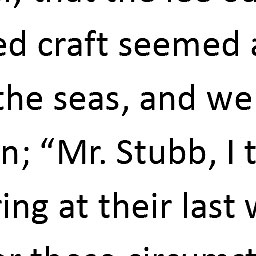 ed craft seemed a
the seas, and we
n; “Mr. Stubb, I t
ring at their last w